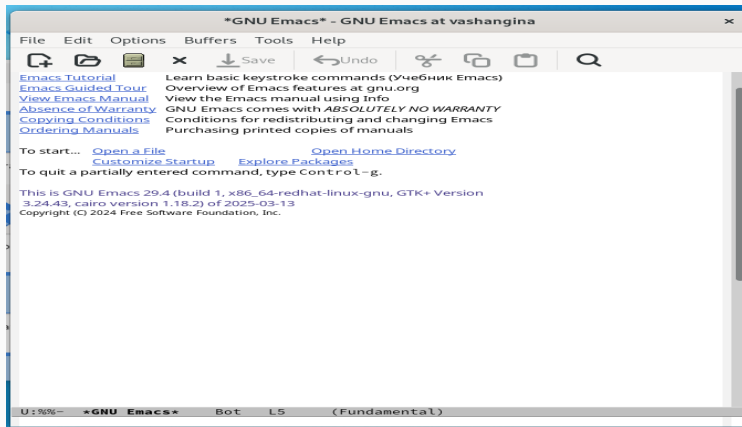 *GNU Emacs* - GNU Emacs at vashangina
File Edit Options Buffers Tools Help
Save Undo
Emacs Tutorial Learn basic keystroke commands (Учебник Emacs)
Emacs Guided Tour Overview of Emacs features at gnu.org
View Emacs Manual View the Emacs manual using Info
Absence of Warranty GNU Emacs comes with ABSOLUTELY NO WARRANTY
Copying Conditions Conditions for redistributing and changing Emacs
Ordering Manuals Purchasing printed copies of manuals
To start... Open a File Open Home Directory
Customize Startup Explore Packages
To quit a partially entered command, type Control-g.
This is GNU Emacs 29.4 (build 1, x86_64-redhat-linux-gnu, GTK+ Version
3.24.43, cairo version 1.18.2) of 2025-03-13
Copyright (C) 2024 Free Software Foundation, Inc.
U:%%- *GNU Emacs* Bot L5 (Fundamental)